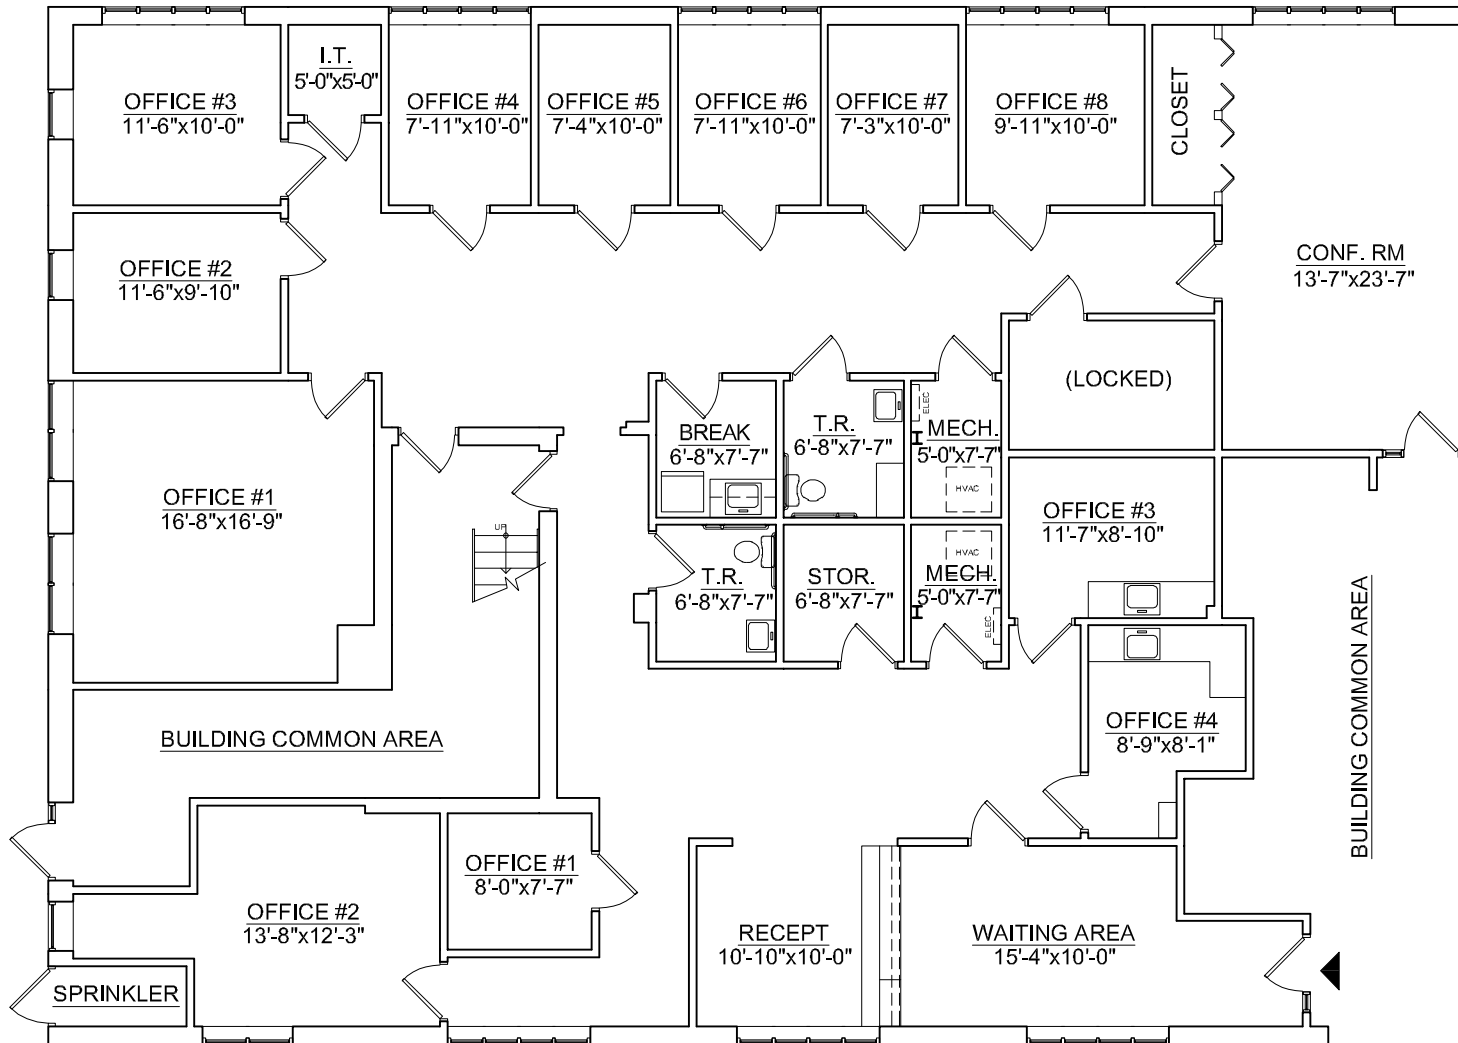 I.T.
5'-0"x5'-0"
OFFICE #3
11'-6"x10'-0"
OFFICE #4
7'-11"x10'-0"
OFFICE #5
7'-4"x10'-0"
OFFICE #6
7'-11"x10'-0"
OFFICE #7
7'-3"x10'-0"
OFFICE #8
9'-11"x10'-0"
CLOSET
OFFICE #2
11'-6"x9'-10"
CONF. RM
13'-7"x23'-7"
(LOCKED)
ELEC
BREAK
6'-8"x7'-7"
T.R.
6'-8"x7'-7"
MECH.
5'-0"x7'-7"
HVAC
OFFICE #1
16'-8"x16'-9"
OFFICE #3
11'-7"x8'-10"
UP
HVAC
T.R.
6'-8"x7'-7"
STOR.
6'-8"x7'-7"
MECH.
5'-0"x7'-7"
ELEC
BUILDING COMMON AREA
OFFICE #4
8'-9"x8'-1"
BUILDING COMMON AREA
OFFICE #1
8'-0"x7'-7"
OFFICE #2
13'-8"x12'-3"
RECEPT
10'-10"x10'-0"
WAITING AREA
15'-4"x10'-0"
SPRINKLER